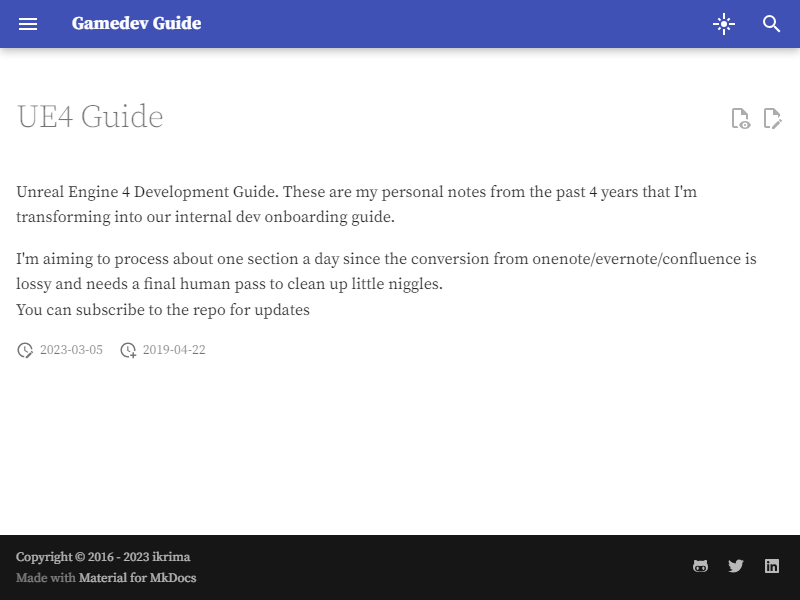 Gamedev Guide
UE4 Guide
Unreal Engine 4 Development Guide. These are my personal notes from the past 4 years that I'm
transforming into our internal dev onboarding guide.
I'm aiming to process about one section a day since the conversion from onenote/evernote/confluence is
lossy and needs a final human pass to clean up little niggles.
You can subscribe to the repo for updates
2023-03-05 2019-04-22
Copyright © 2016 - 2023 ikrima
Made with Material for MkDocs